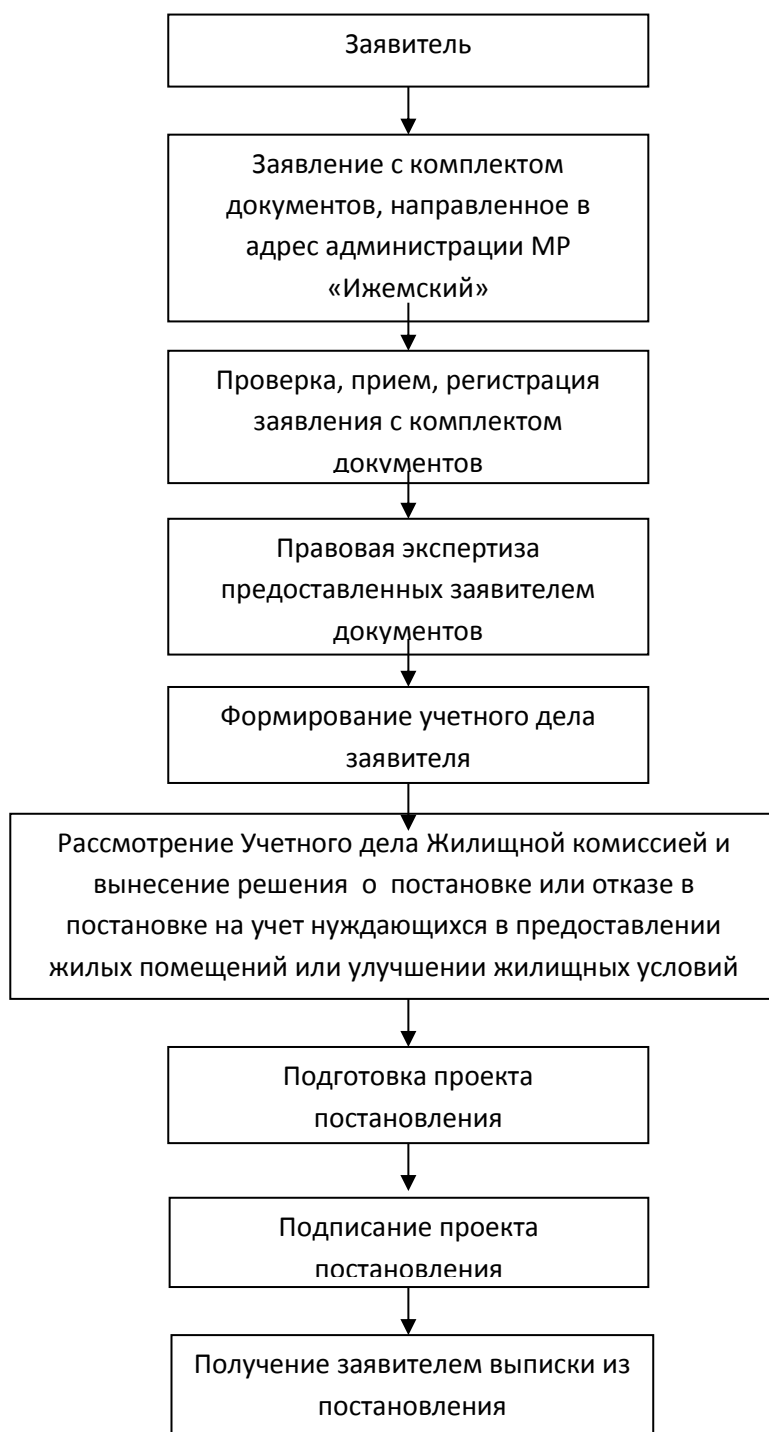 Заявитель
Заявление с комплектом
документов, направленное в
адрес администрации МР
«Ижемский»
Проверка, прием, регистрация
заявления с комплектом
документов
Правовая экспертиза
предоставленных заявителем
документов
Формирование учетного дела
заявителя
Рассмотрение Учетного дела Жилищной комиссией и
вынесение решения о постановке или отказе в
постановке на учет нуждающихся в предоставлении
жилых помещений или улучшении жилищных условий
Подготовка проекта
постановления
Подписание проекта
постановления
Получение заявителем выписки из
постановления